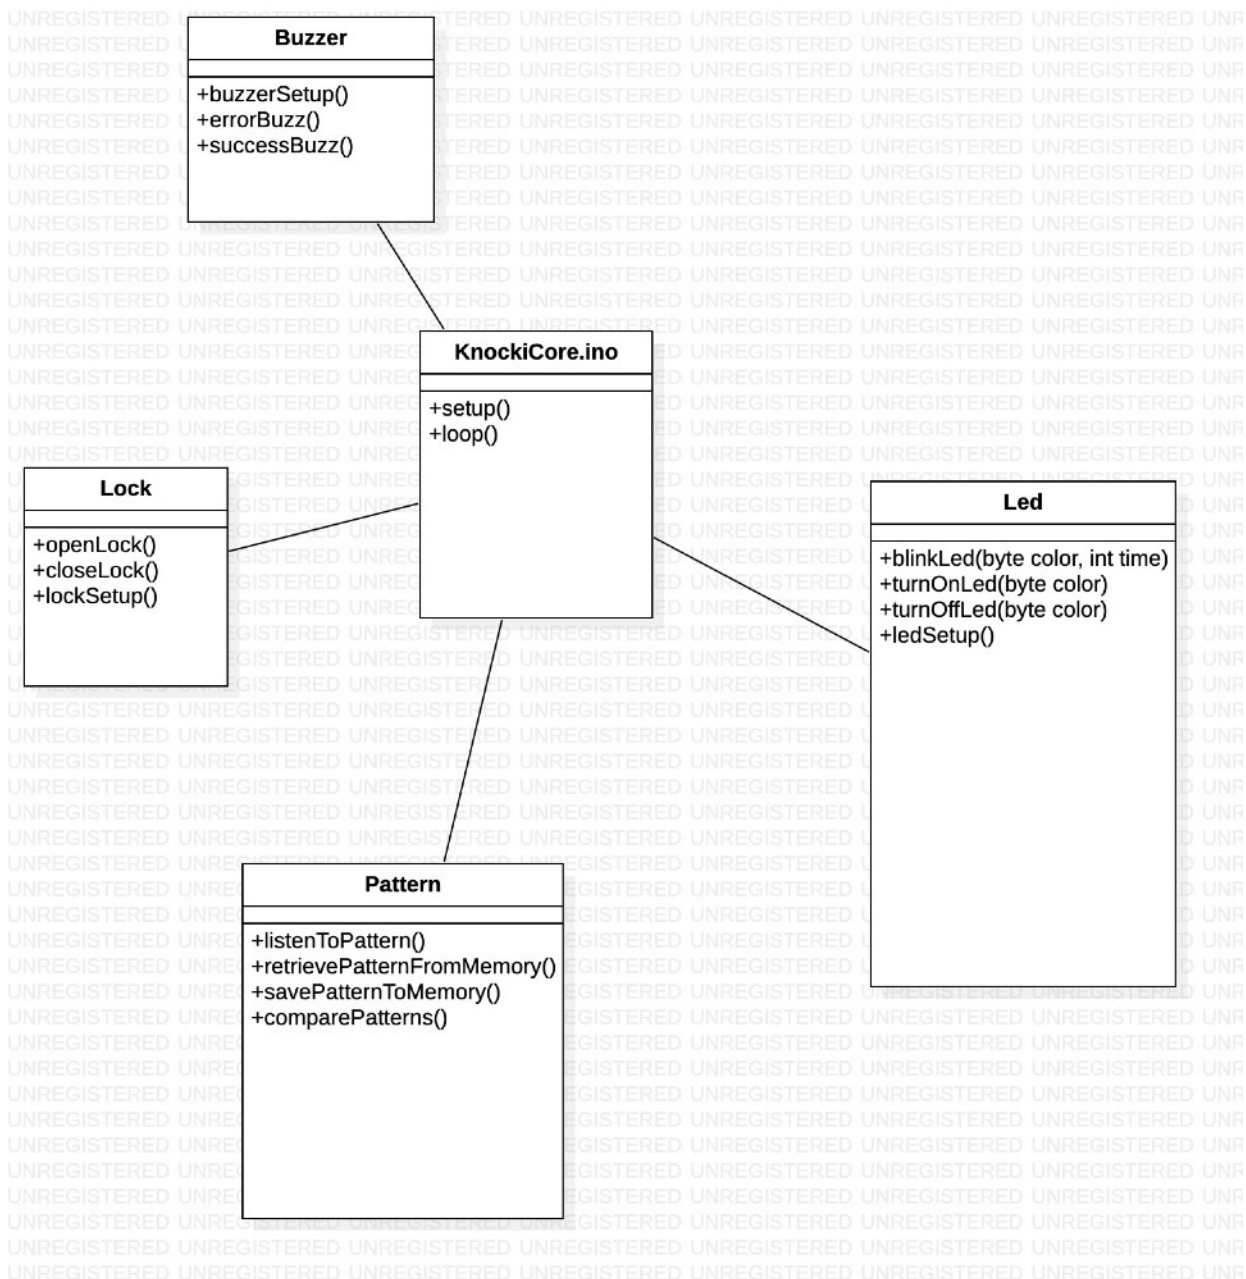 Buzzer
+buzzerSetup()
+errorBuzz()
+successBuzz()
KnockiCore.ino
+setup()
+loop()
Lock
+openLock()
+closeLock()
+lockSetup()
Led
+blinkLed(byte color, int time)
+turnOnLed(byte color)
+turnOffLed(byte color)
+ledSetup()
Pattern
+listenToPattern()
+retrievePatternFromMemory()
+savePatternToMemory()
+comparePatterns()
UNREGISTERED